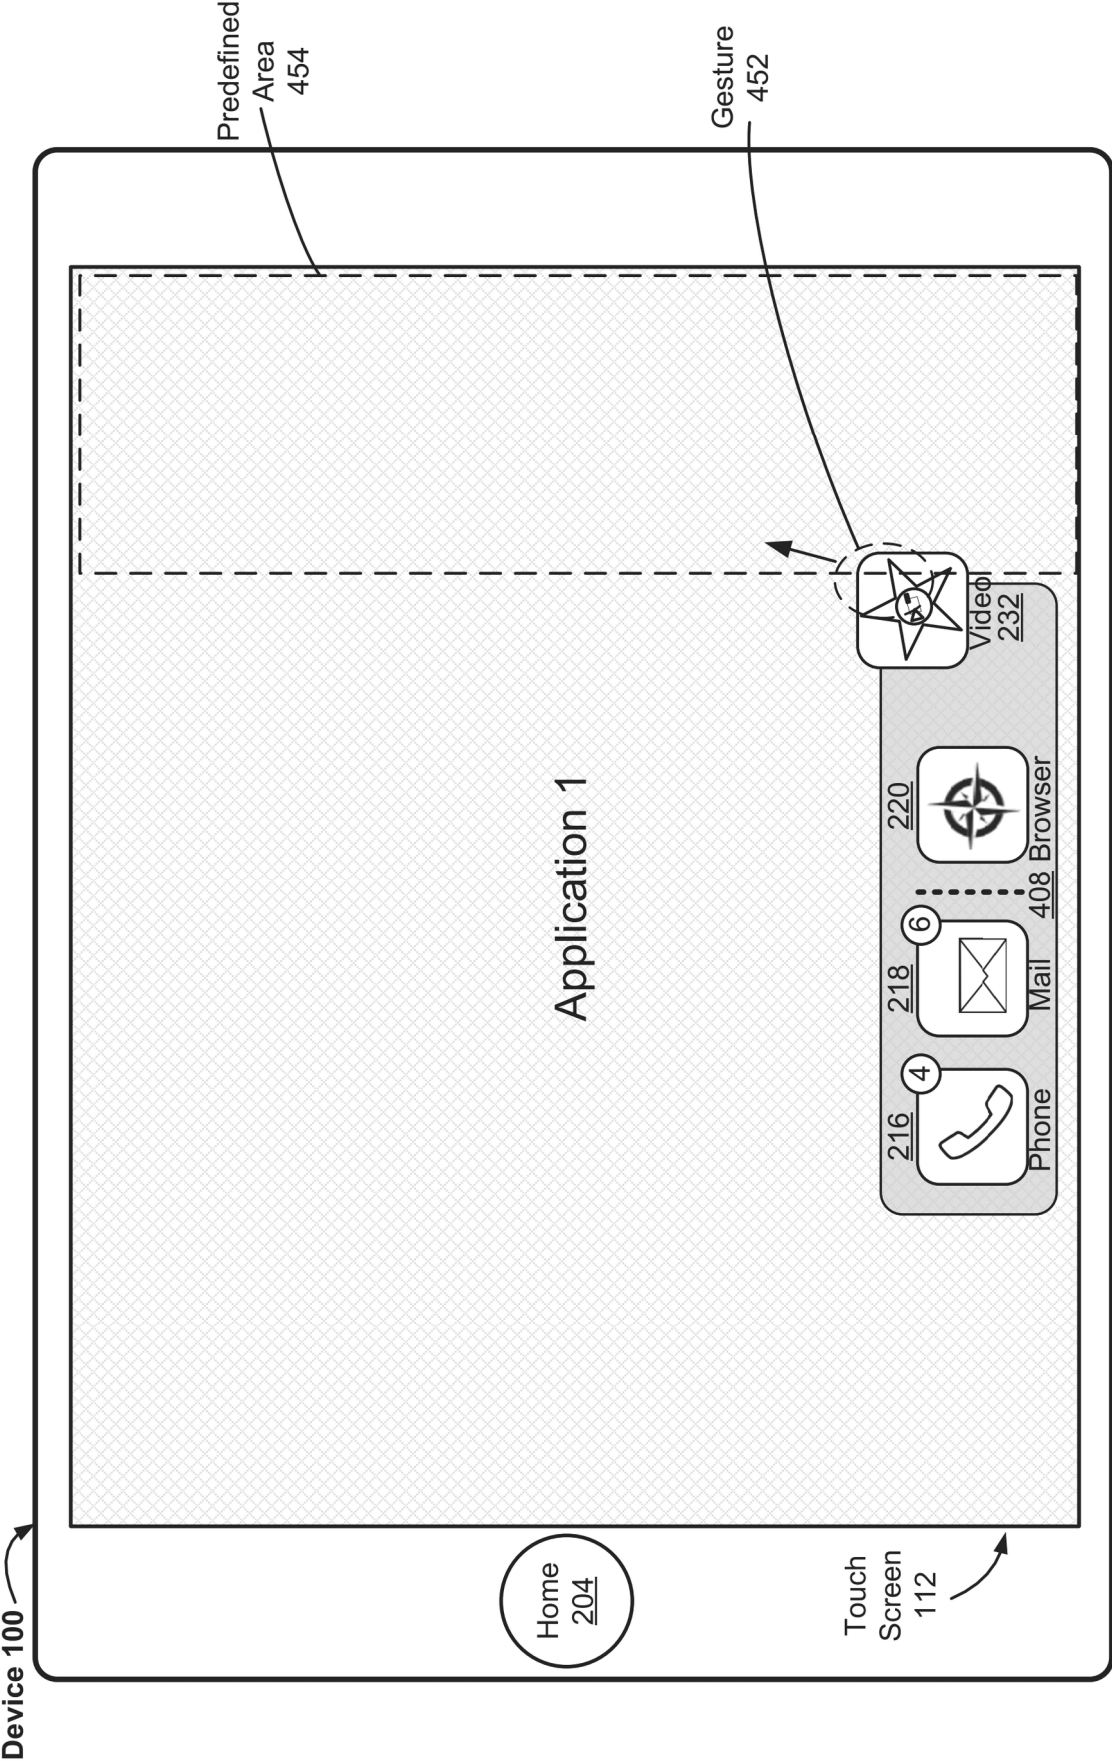 Device 100
Predefined
Area
454
Gesture
452
Application 1
216
4
218
6
220
Phone
Mail
408
Browser
Video
232
Home
204
Touch
Screen
112